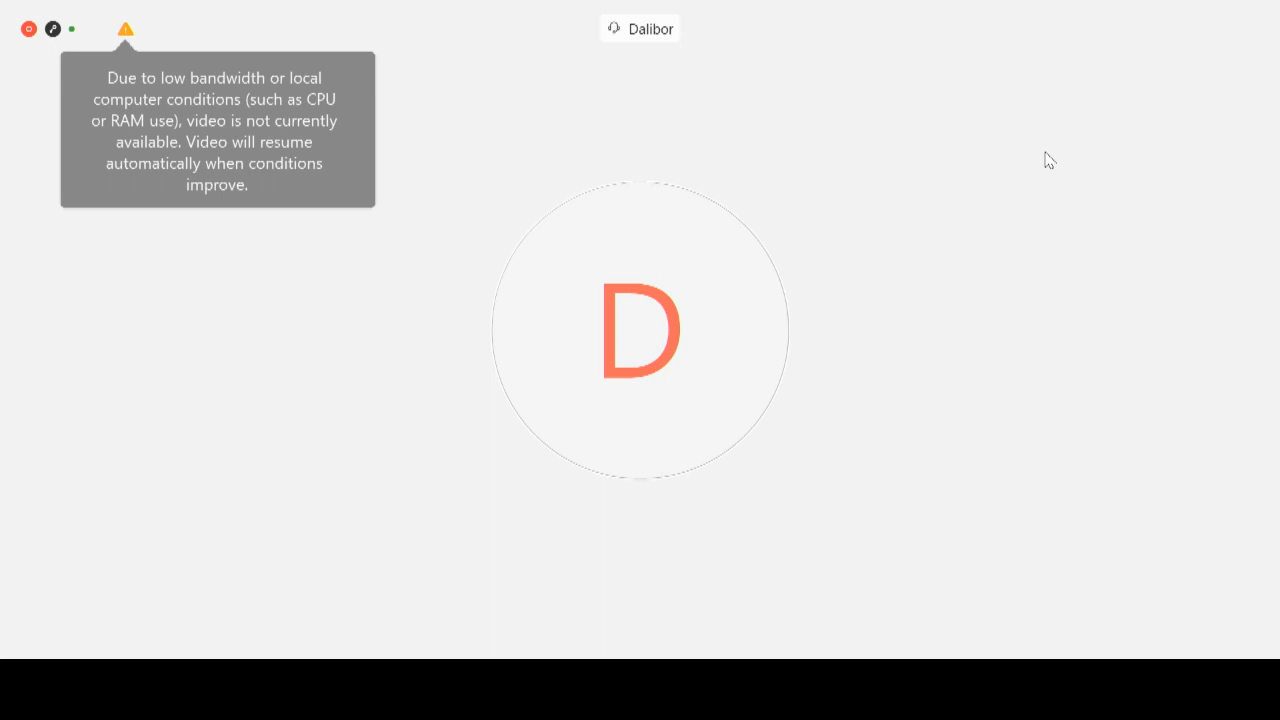 Dalibor
Due to low bandwidth or local
computer conditions (such as CPU
or RAM use), video is not currently
available. Video will resume
automatically when conditions
improve.
D